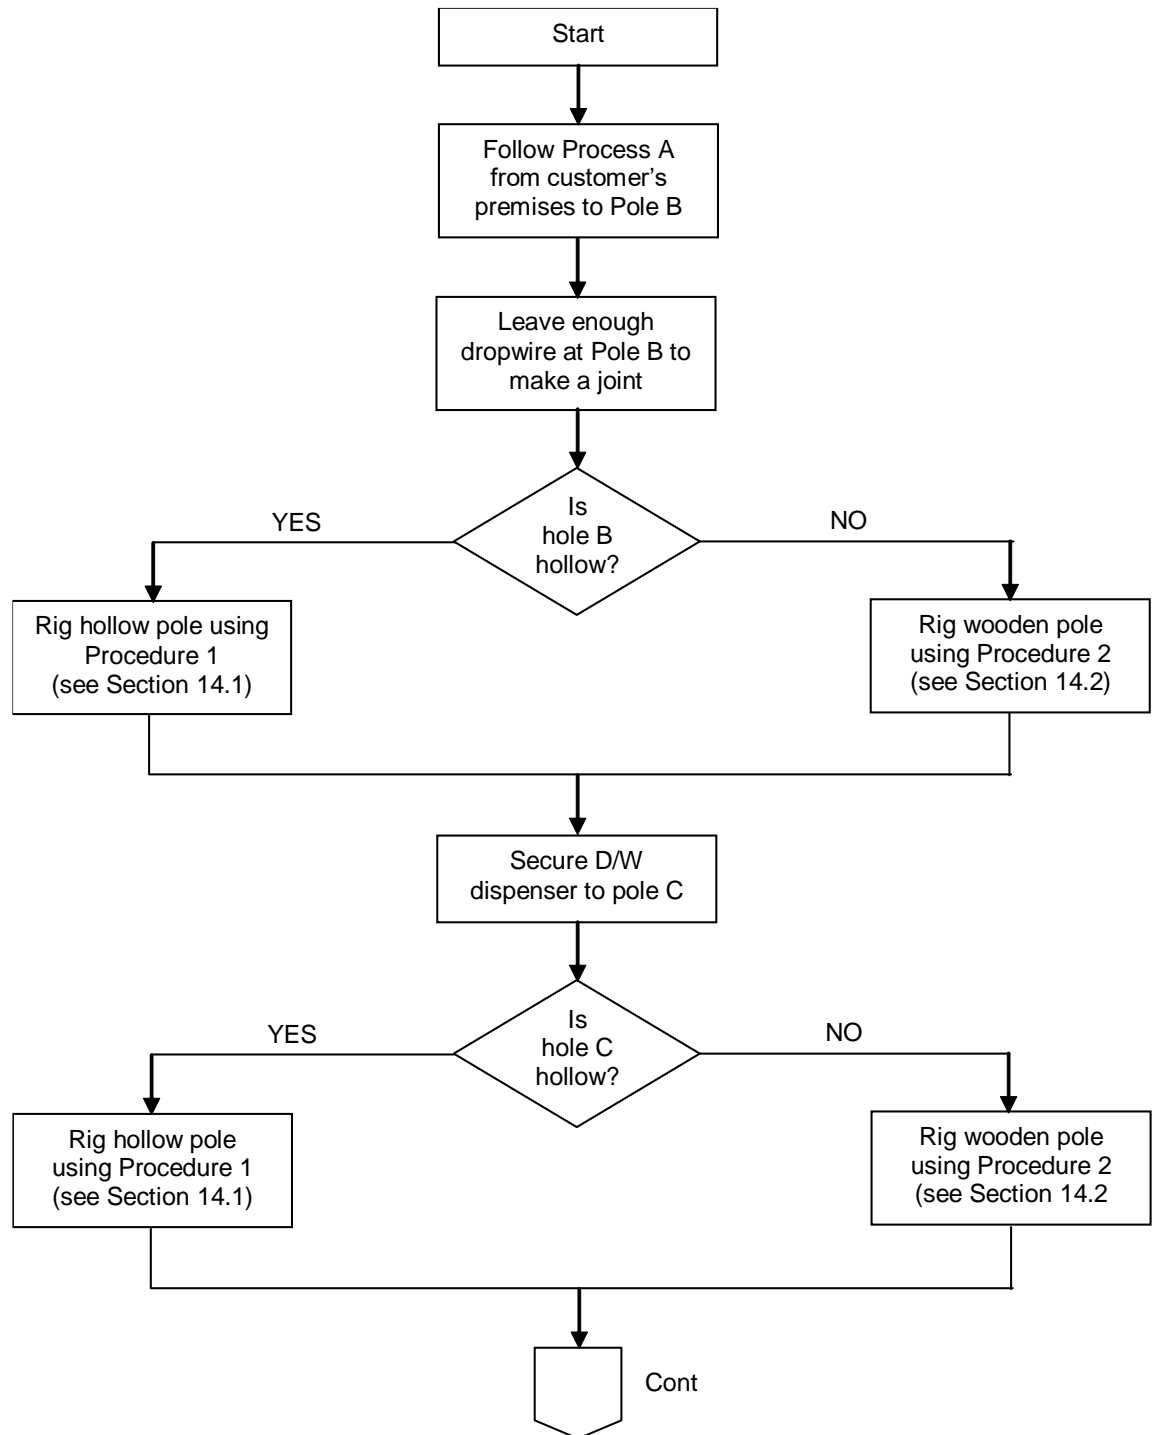 Start
Follow Process A
from customer’s
premises to Pole B
Leave enough
dropwire at Pole B to
make a joint
Is
hole B
hollow?
YES
NO
Rig hollow pole using
Procedure 1
(see Section 14.1)
Rig wooden pole
using Procedure 2
(see Section 14.2)
Secure D/W
dispenser to pole C
Is
hole C
hollow?
YES
NO
Rig hollow pole
using Procedure 1
(see Section 14.1)
Rig wooden pole
using Procedure 2
(see Section 14.2
Cont